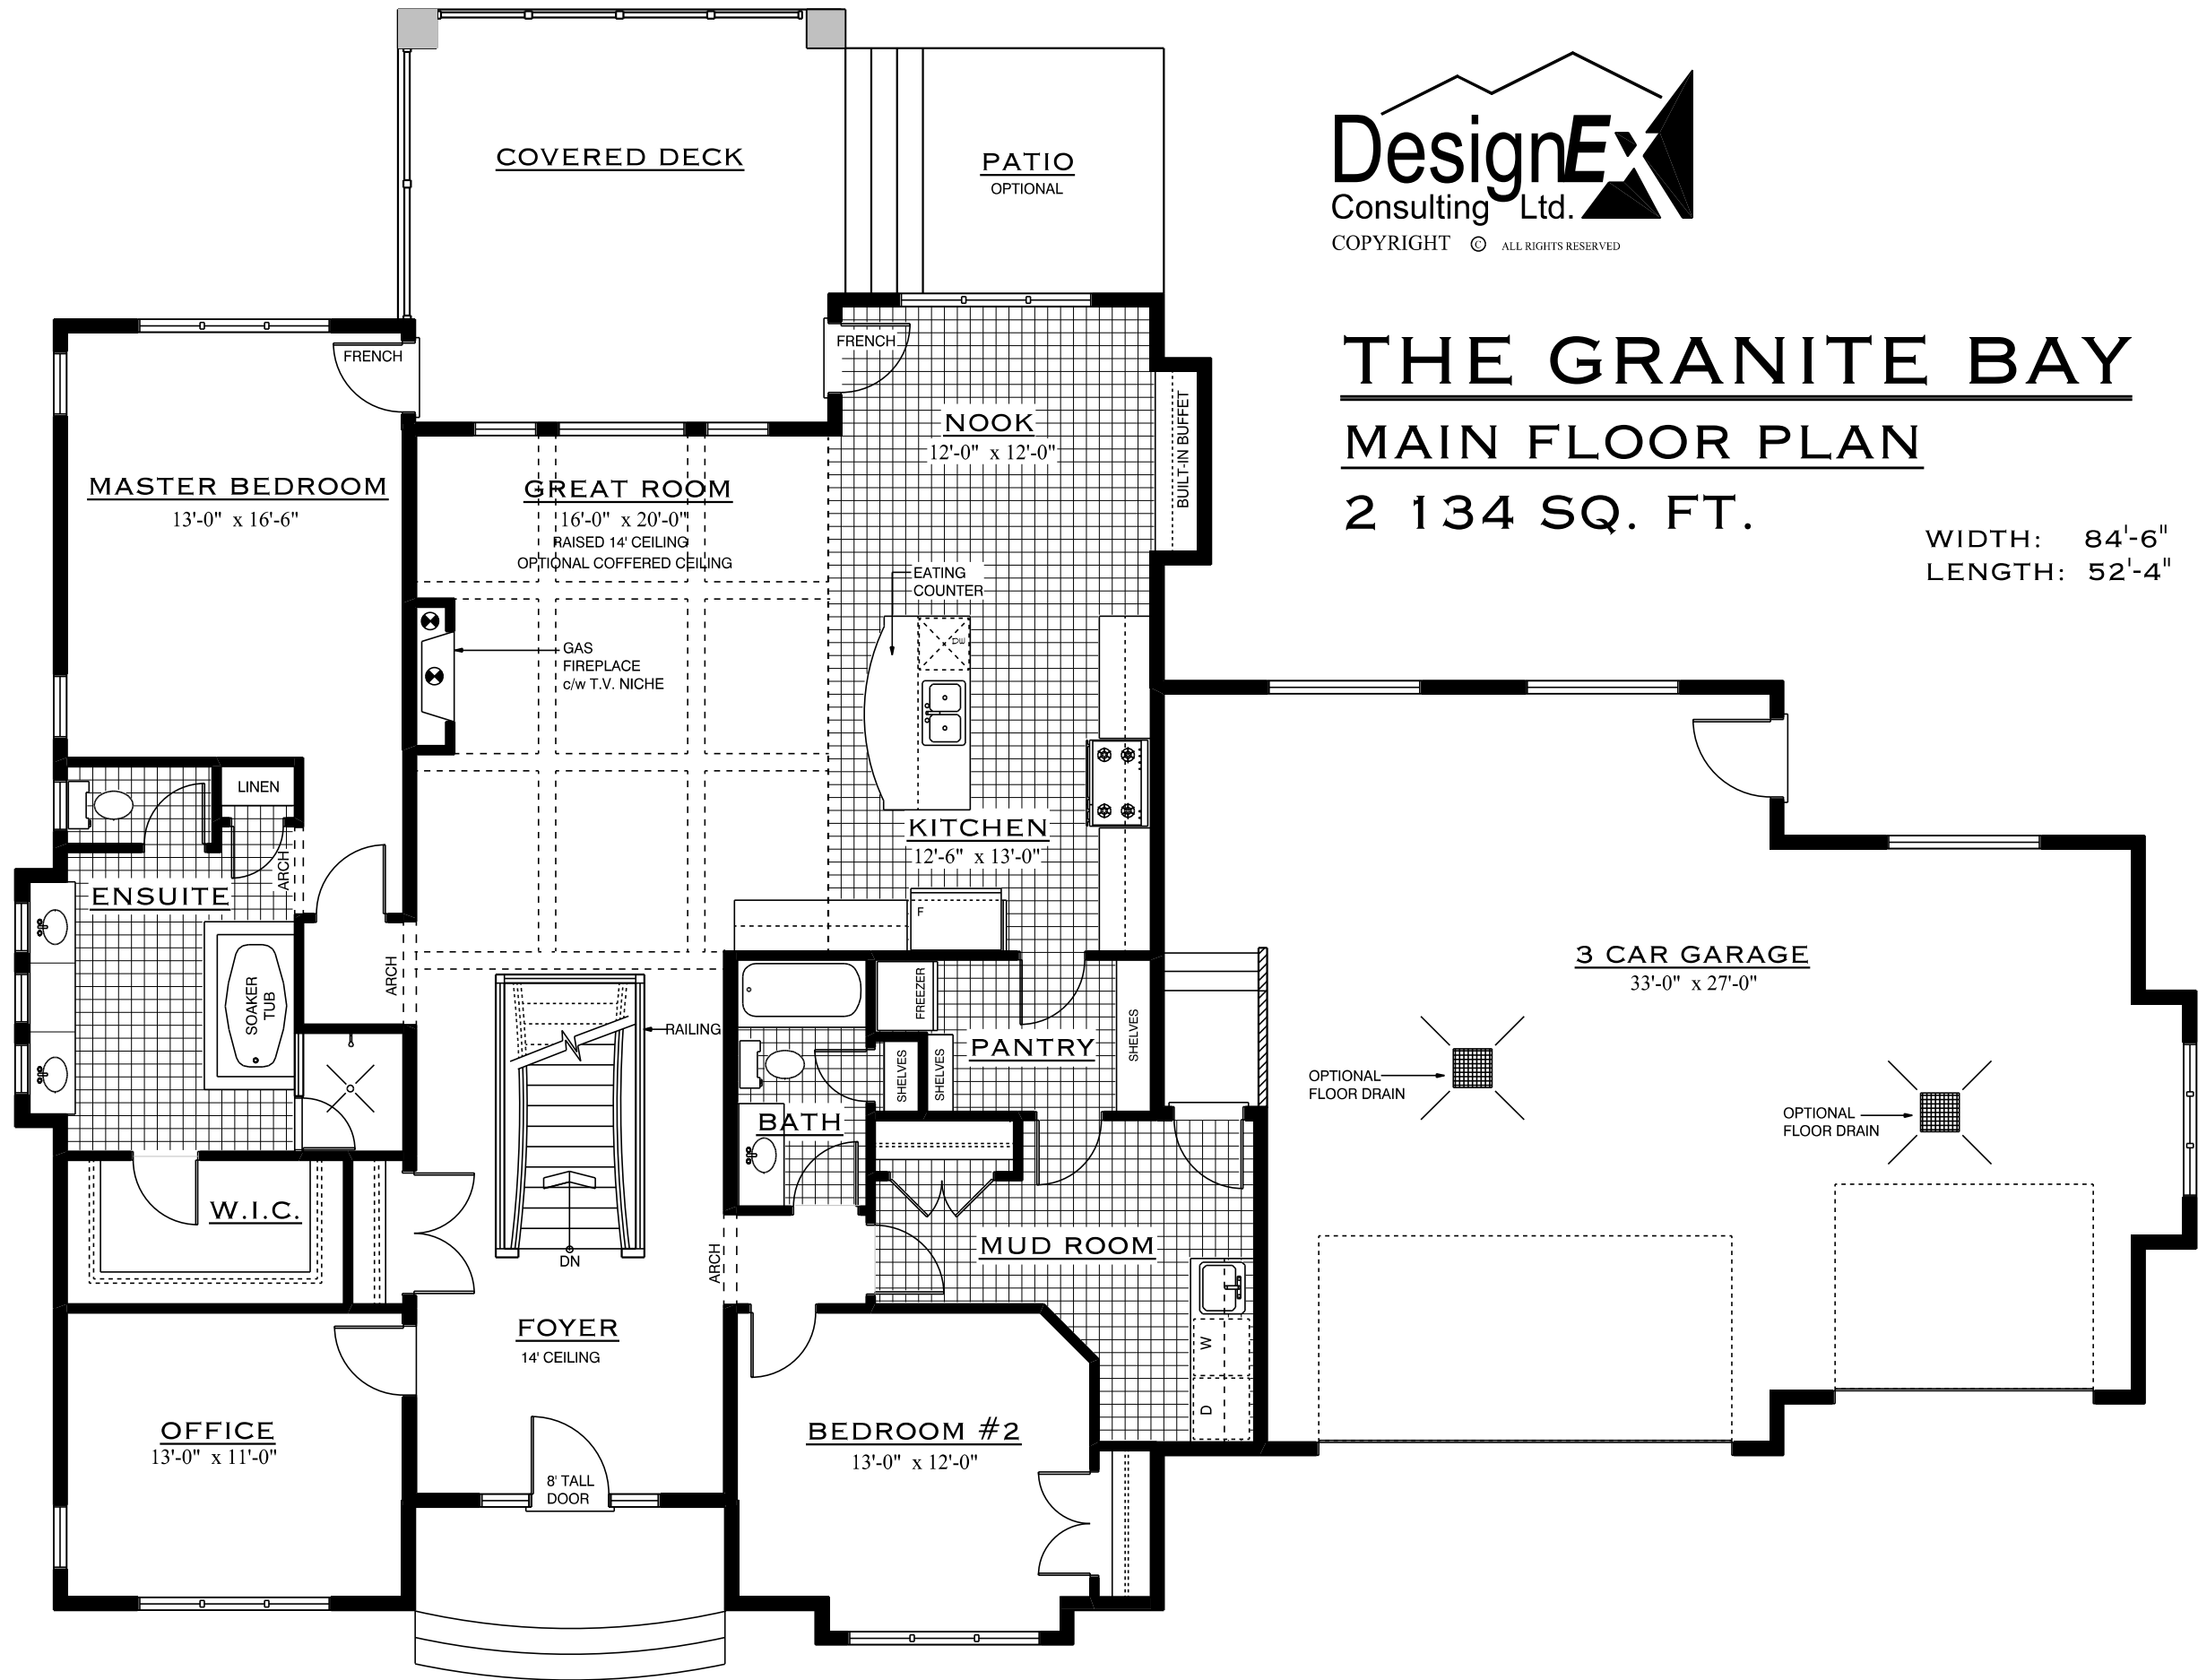 COVERED DECK
PATIO
OPTIONAL
DesignEX
Consulting Ltd.
COPYRIGHT © ALL RIGHTS RESERVED
THE GRANITE BAY
MAIN FLOOR PLAN
2 134 SQ. FT.
WIDTH: 84'-6"
LENGTH: 52'-4"
FRENCH
FRENCH
NOOK
12'-0" x 12'-0"
BUILT-IN BUFFET
MASTER BEDROOM
13'-0" x 16'-6"
GREAT ROOM
16'-0" x 20'-0"
RAISED 14' CEILING
OPTIONAL COFFERED CEILING
EATING
COUNTER
DW
GAS
FIREPLACE
c/w T.V. NICHE
LINEN
KITCHEN
12'-6" x 13'-0"
ARCH
ENSUITE
F
3 CAR GARAGE
33'-0" x 27'-0"
ARCH
SOAKER
TUB
RAILING
FREEZER
PANTRY
SHELVES
SHELVES
SHELVES
OPTIONAL
FLOOR DRAIN
OPTIONAL
FLOOR DRAIN
BATH
W.I.C.
DN
ARCH
MUD ROOM
W
D
FOYER
14' CEILING
OFFICE
13'-0" x 11'-0"
8' TALL
DOOR
BEDROOM #2
13'-0" x 12'-0"